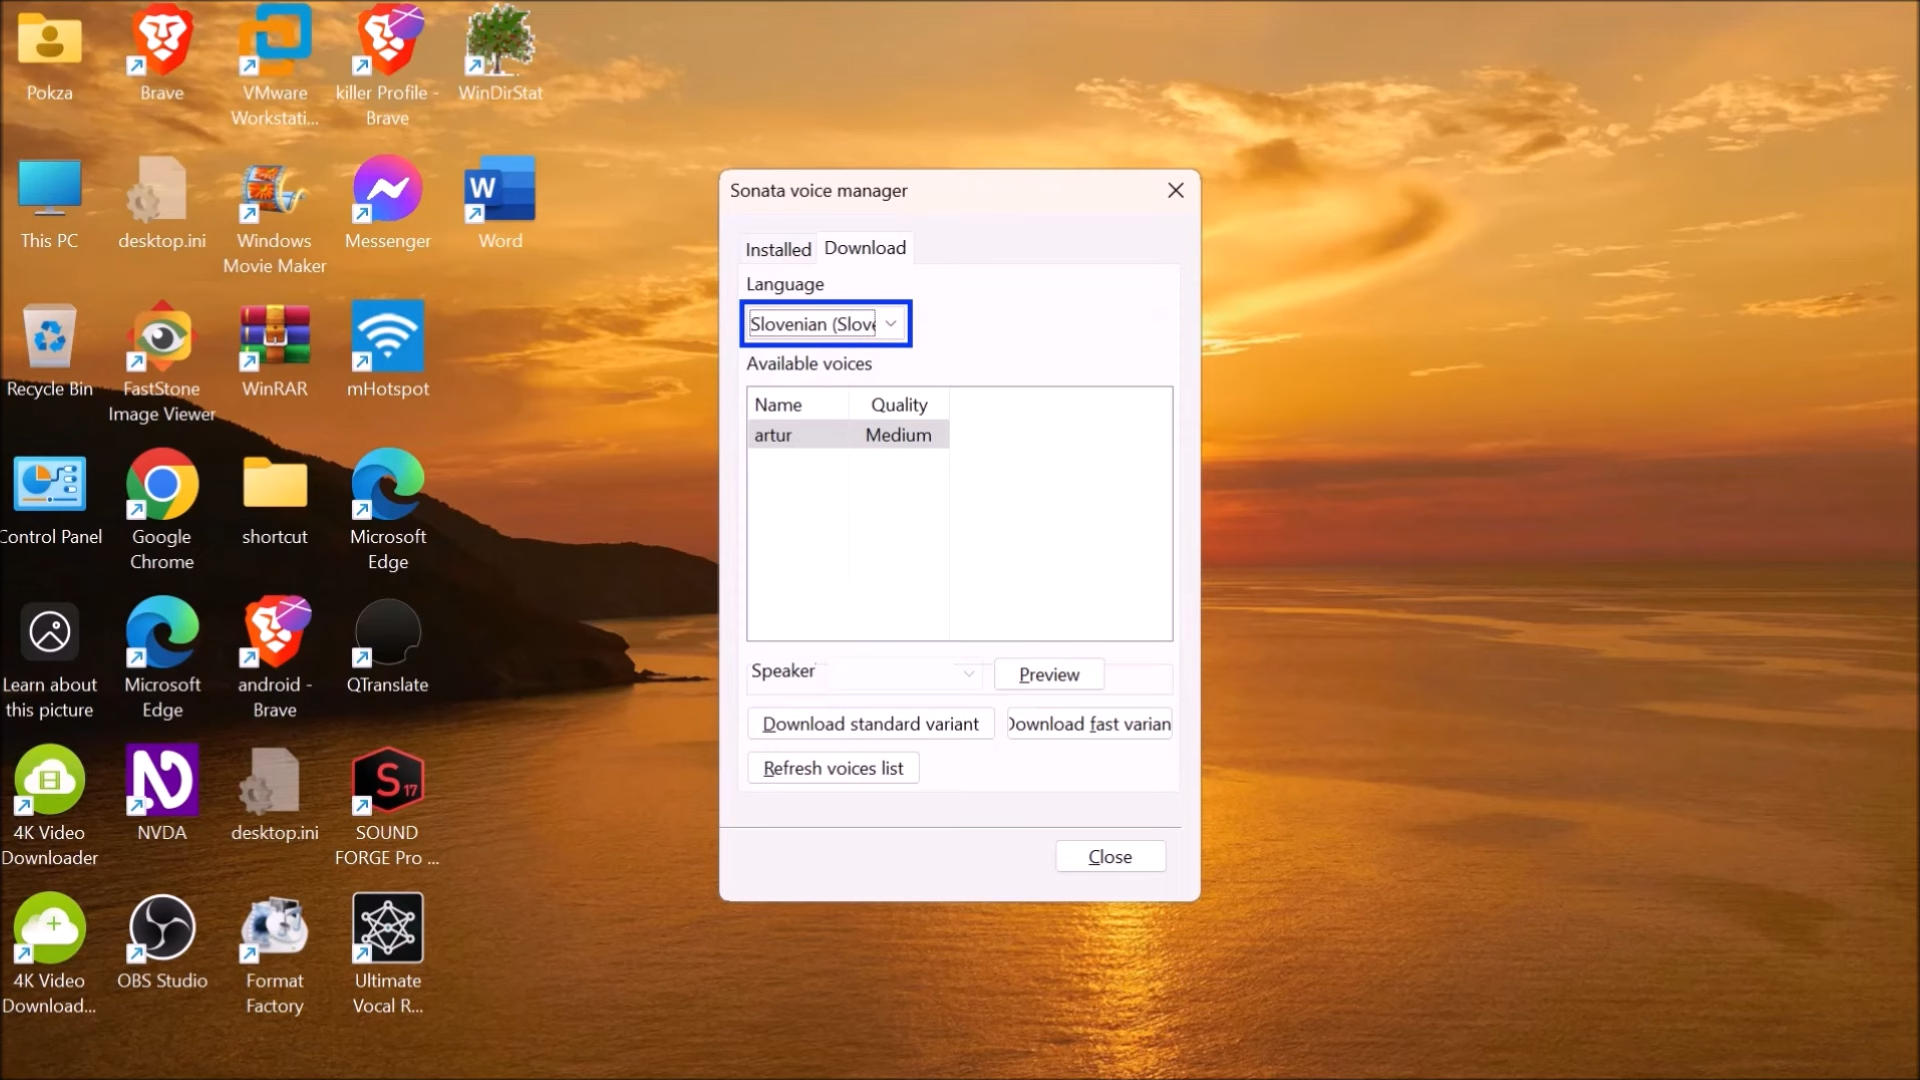 Pokza
Brave
VMware
Workstati...
killer Profile -
Brave
WinDirStat
This PC
desktop.ini
Windows
Movie Maker
Messenger
W
Word
Recycle Bin
FastStone
Image Viewer
WinRAR
mHotspot
Control Panel
Google
Chrome
shortcut
Microsoft
Edge
Learn about
this picture
Microsoft
Edge
android -
Brave
QTranslate
4K Video
Downloader
NVDA
desktop.ini
S 17
SOUND
FORGE Pro ...
4K Video
Download...
OBS Studio
Format
Factory
Ultimate
Vocal R...
Sonata voice manager
Installed Download
Language
Slovenian (Slove
Available voices
Name Quality
artur Medium
Speaker Preview
Download standard variant Download fast varian
Refresh voices list
Close